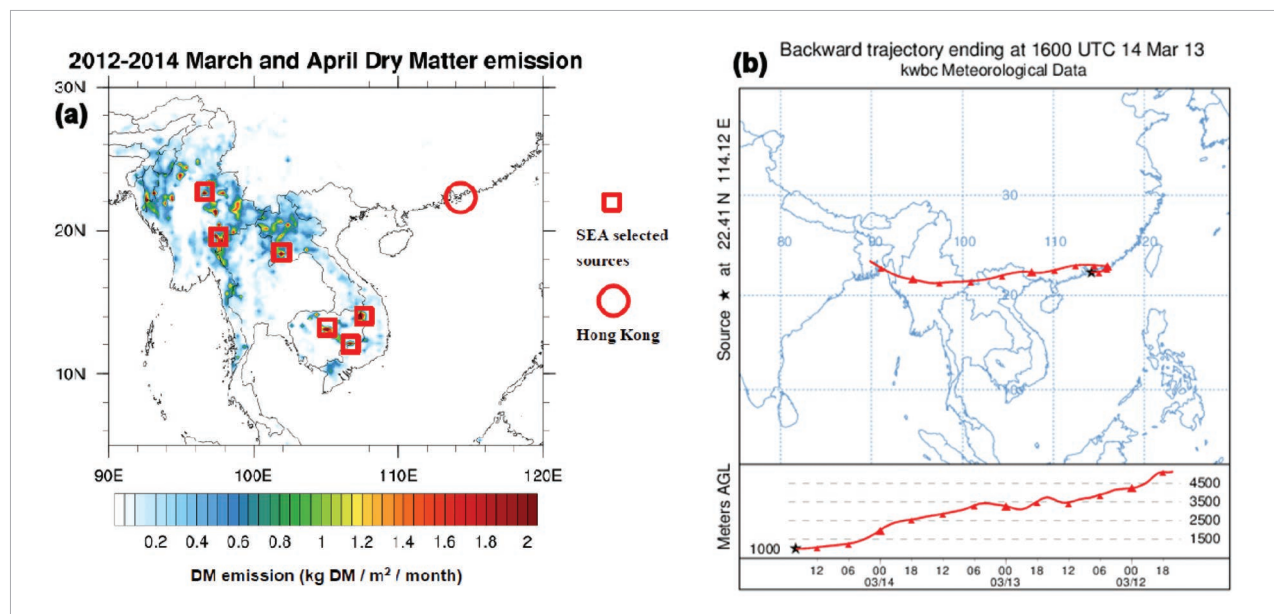 2012-2014 March and April Dry Matter emission
(a)
30N
20N
10N
90E 100E 110E 120E
0.2 0.4 0.6 0.8 1 1.2 1.4 1.6 1.8 2
DM emission (kg DM / m² / month)
SEA selected
sources
Hong Kong
(b)
Backward trajectory ending at 1600 UTC 14 Mar 13
kwbc Meteorological Data
Source ★ at 22.41 N 114.12 E
30
80 90 100 110 120
20
Meters AGL
1000
4500
3500
2500
1500
12 06 00 18 12 06 00 18 12 06 00 18
03/14 03/13 03/12